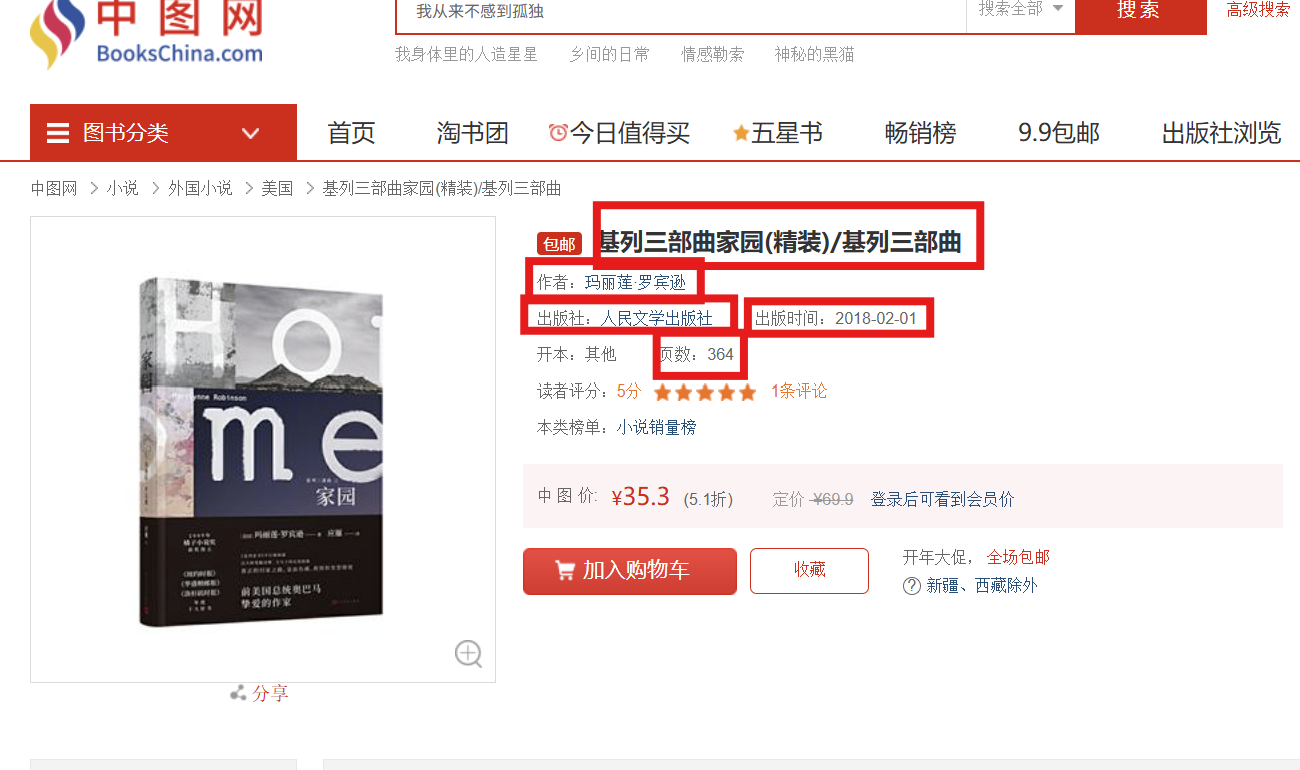 中图网
BooksChina.com
我从来不感到孤独
搜索全部
搜索
高级搜索
我身体里的人造星星 乡间的日常 情感勒索 神秘的黑猫
图书分类 首页 淘书团 今日值得买 五星书 畅销榜 9.9包邮 出版社浏览
中图网 > 小说 > 外国小说 > 美国 > 基列三部曲家园(精装)/基列三部曲
包邮 基列三部曲家园(精装)/基列三部曲
作者：玛丽莲·罗宾逊
出版社：人民文学出版社 出版时间：2018-02-01
开本：其他 页数：364
读者评分：5分 1条评论
本类榜单：小说销量榜
中图价:¥35.3 (5.1折) 定价 ¥69.9 登录后可看到会员价
加入购物车 收藏 开年大促， 全场包邮
? 新疆、西藏除外
Home
家园
Marilynne Robinson
家园
玛丽莲·罗宾逊
前美国总统奥巴马
挚爱的作家
分享